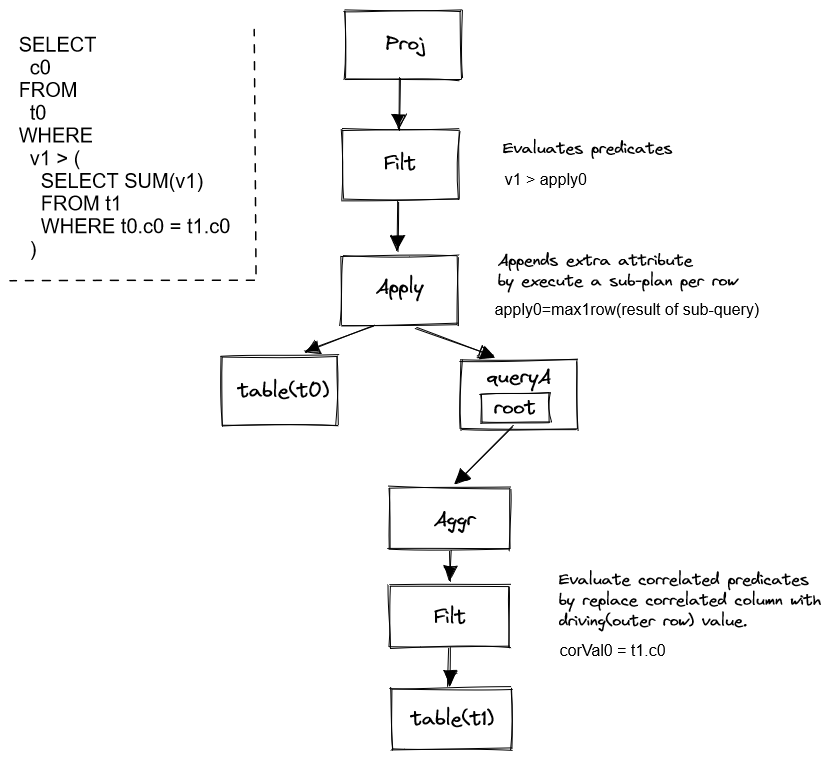 SELECT
c0
FROM
t0
WHERE
v1 > (
SELECT SUM(v1)
FROM t1
WHERE t0.c0 = t1.c0
)
Proj
Filt
Evaluates predicates
v1 > apply0
Apply
Appends extra attribute
by execute a sub-plan per row
apply0=max1row(result of sub-query)
table(t0)
queryA
root
Aggr
Filt
Evaluate correlated predicates
by replace correlated column with
driving(outer row) value.
corVal0 = t1.c0
table(t1)